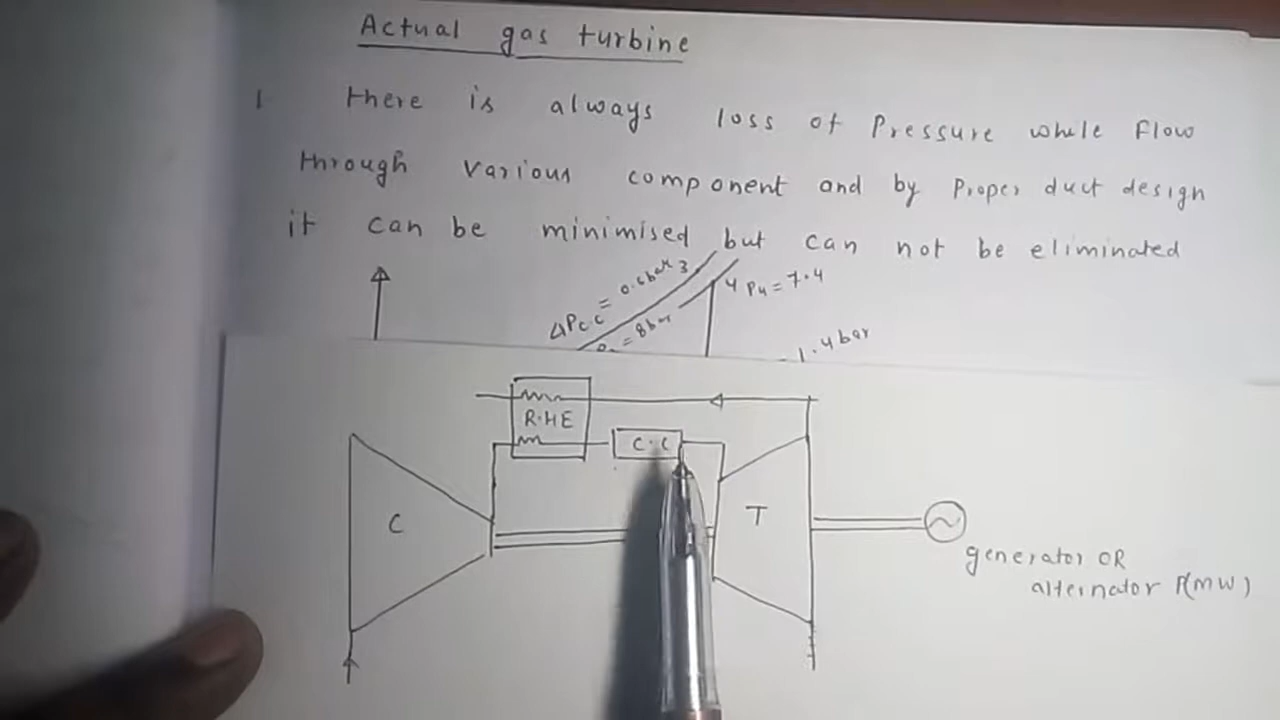 Actual gas turbine
1 there is always loss of Pressure while Flow
through various component and by Proper duct design
it can be minimised but can not be eliminated
ΔPcc = 0.6bar 3
4 P4 = 7.4
= 8bar
1.4bar
R.HE
C.C
C
T
generator OR
alternator P(MW)